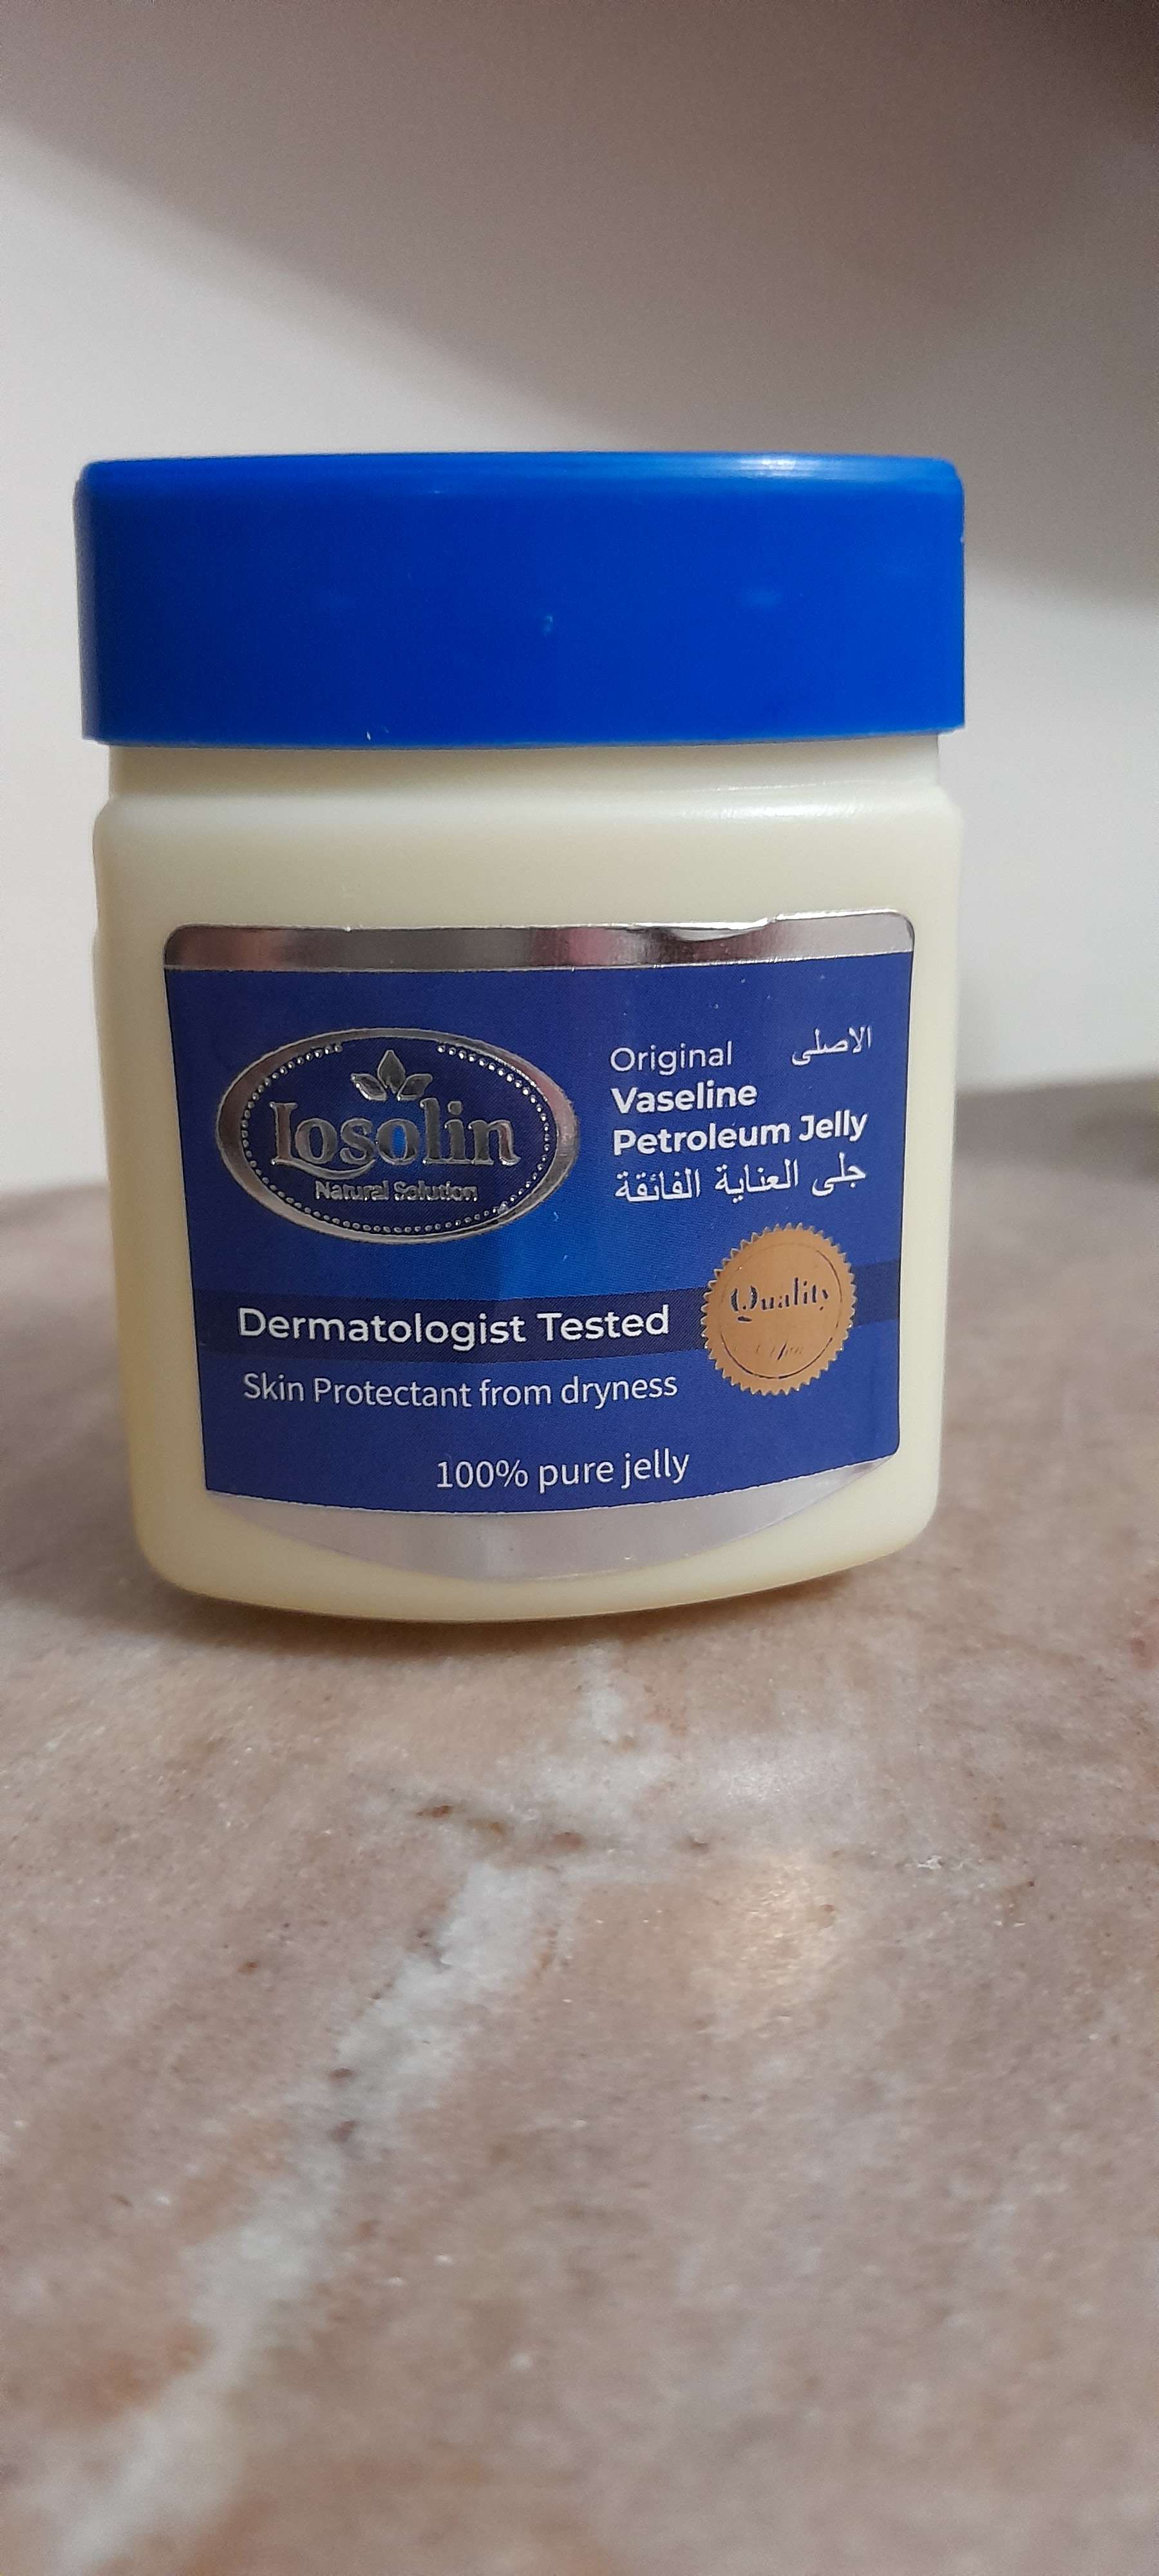 Losolin
Natural Solution
Original الاصلى
Vaseline
Petroleum Jelly
جلى العناية الفائقة
Quality
Dermatologist Tested
Skin Protectant from dryness
100% pure jelly